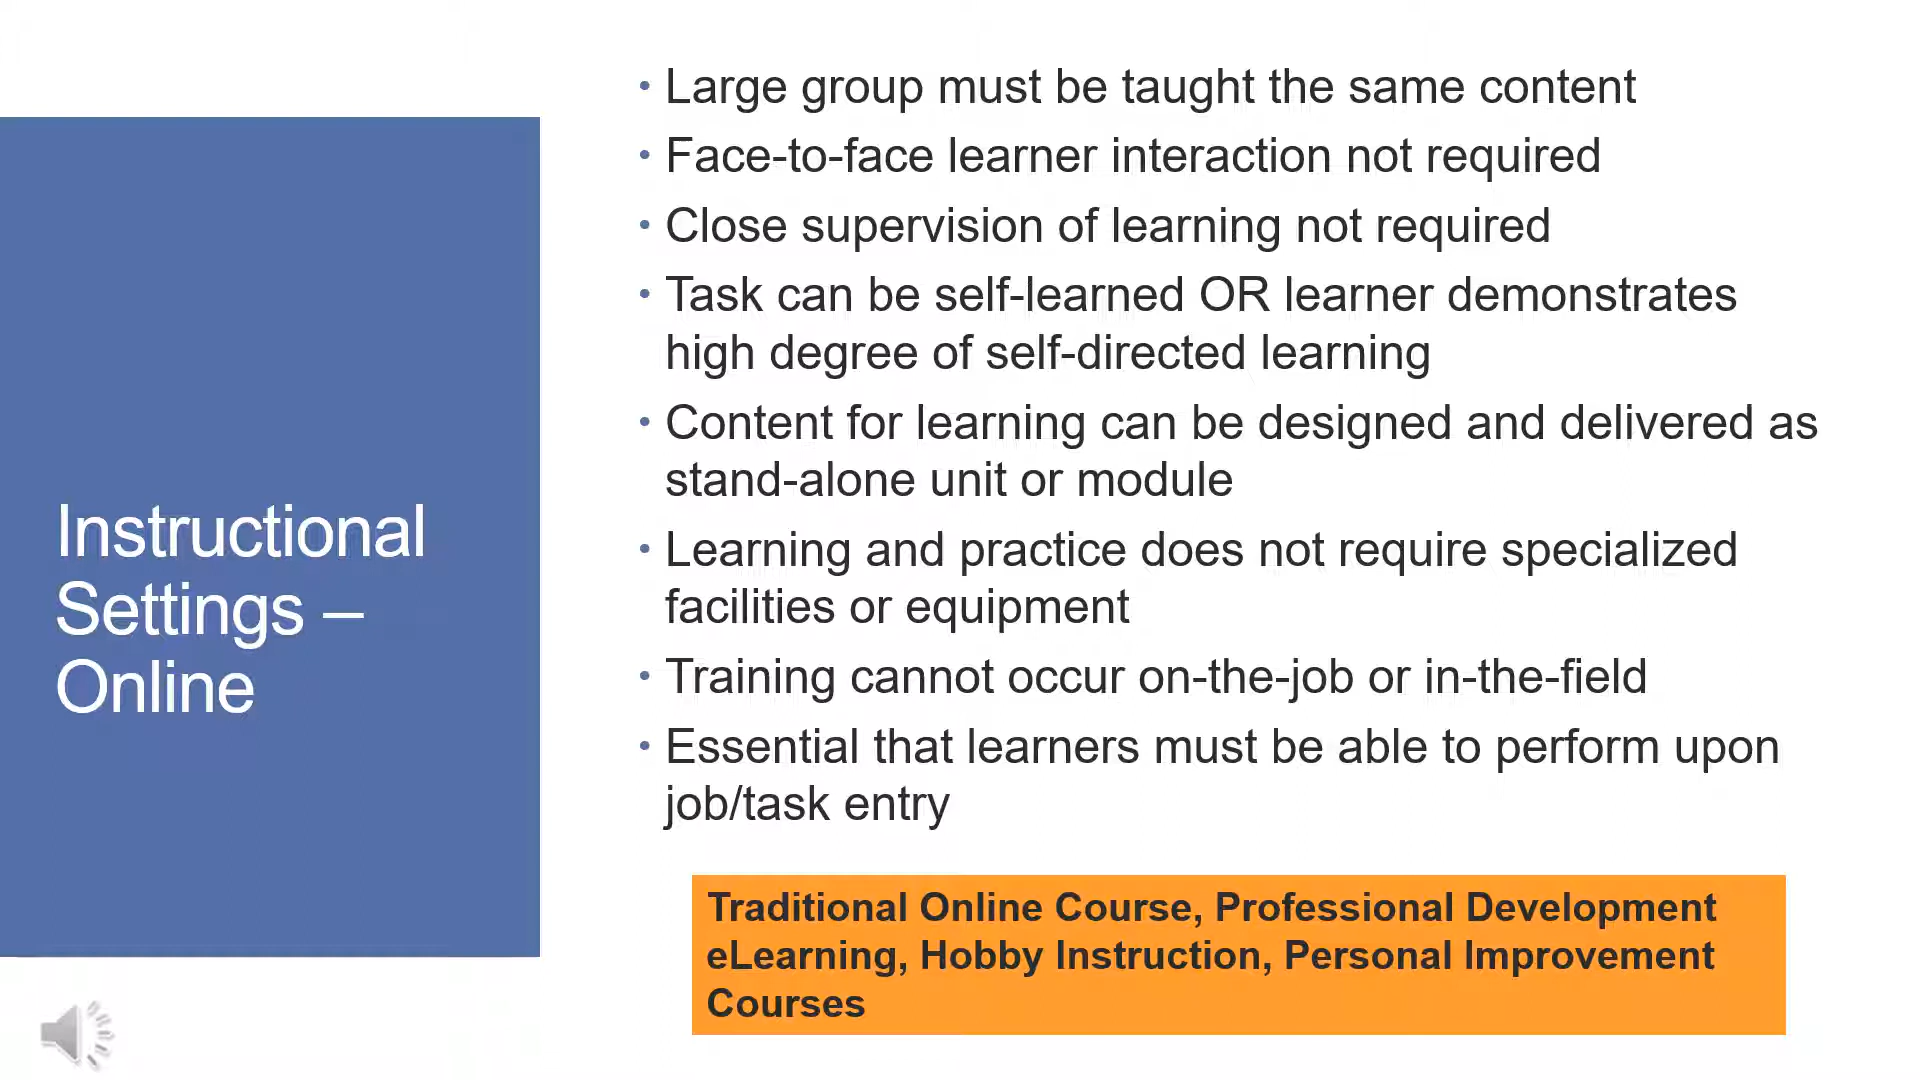 Instructional
Settings –
Online
• Large group must be taught the same content
• Face-to-face learner interaction not required
• Close supervision of learning not required
• Task can be self-learned OR learner demonstrates
high degree of self-directed learning
• Content for learning can be designed and delivered as
stand-alone unit or module
• Learning and practice does not require specialized
facilities or equipment
• Training cannot occur on-the-job or in-the-field
• Essential that learners must be able to perform upon
job/task entry
Traditional Online Course, Professional Development
eLearning, Hobby Instruction, Personal Improvement
Courses